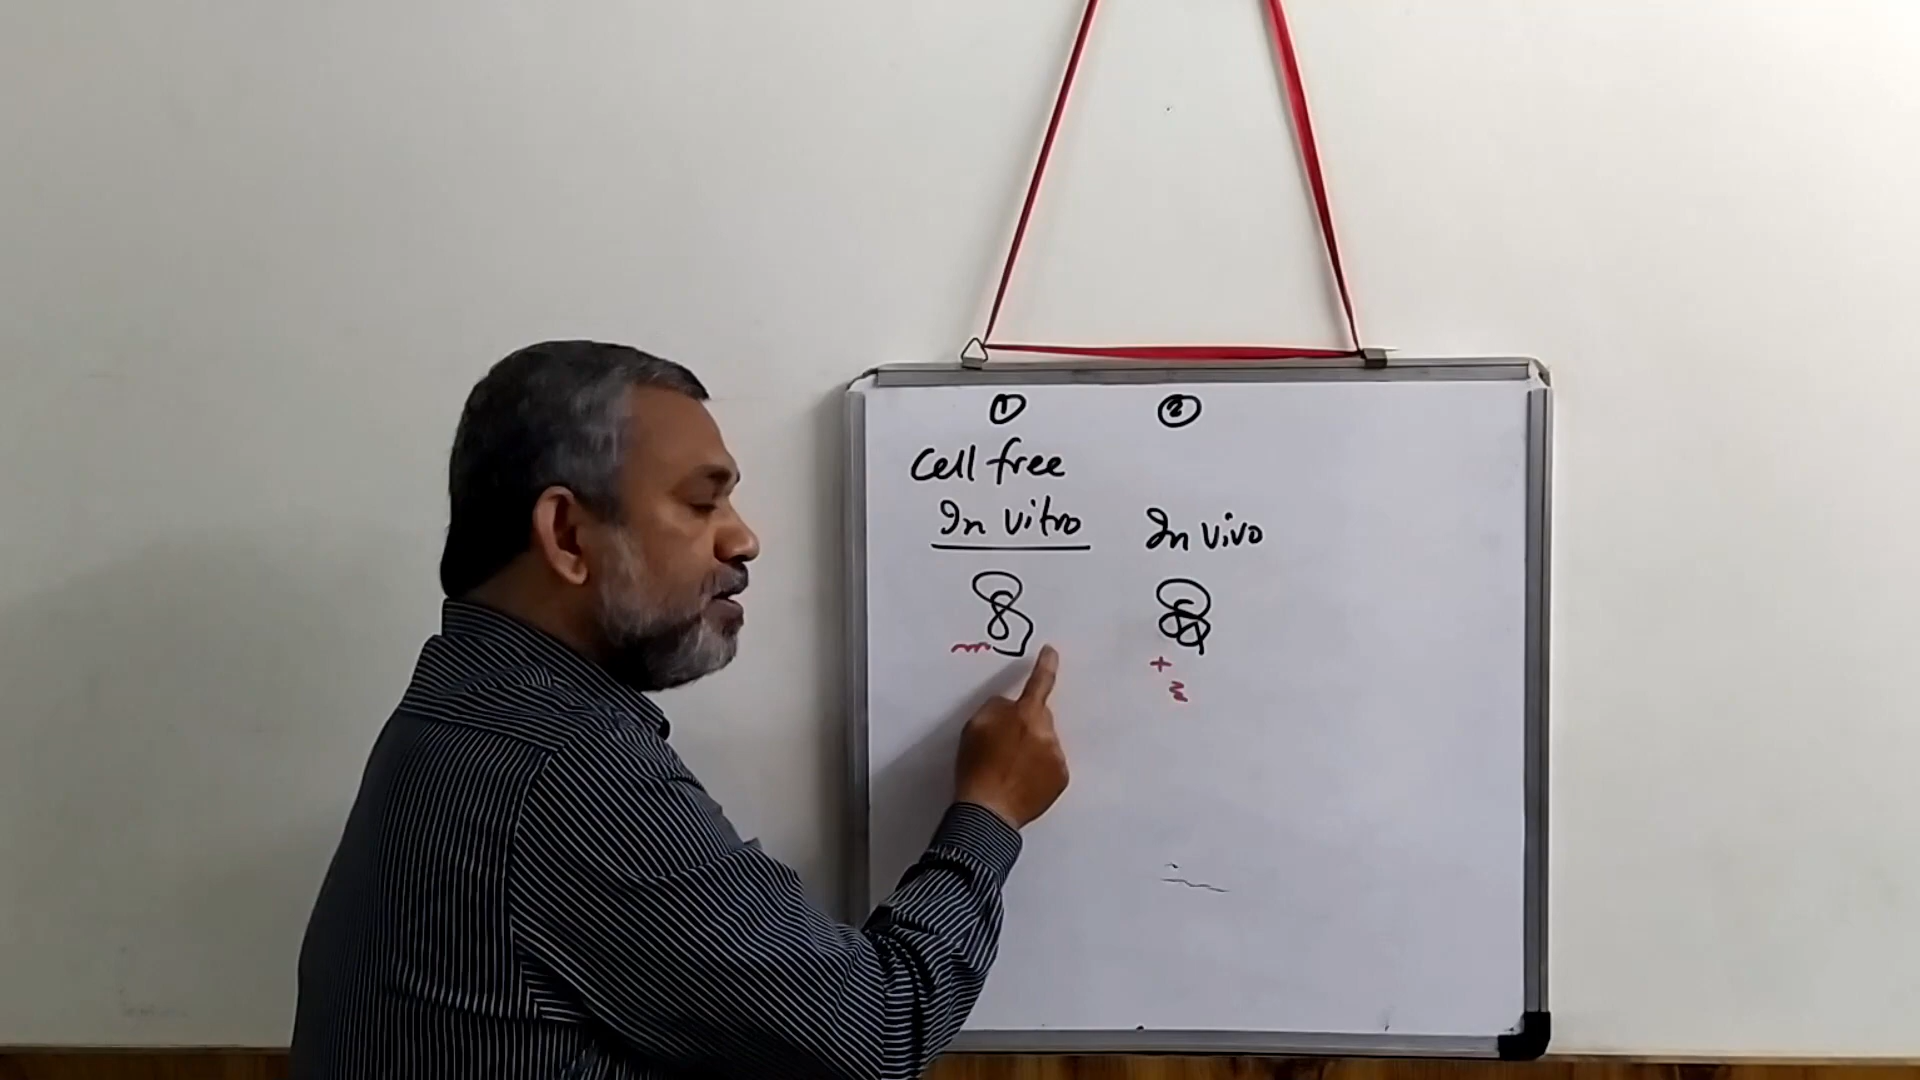 ① ②
Cell free
In vitro In vivo
+